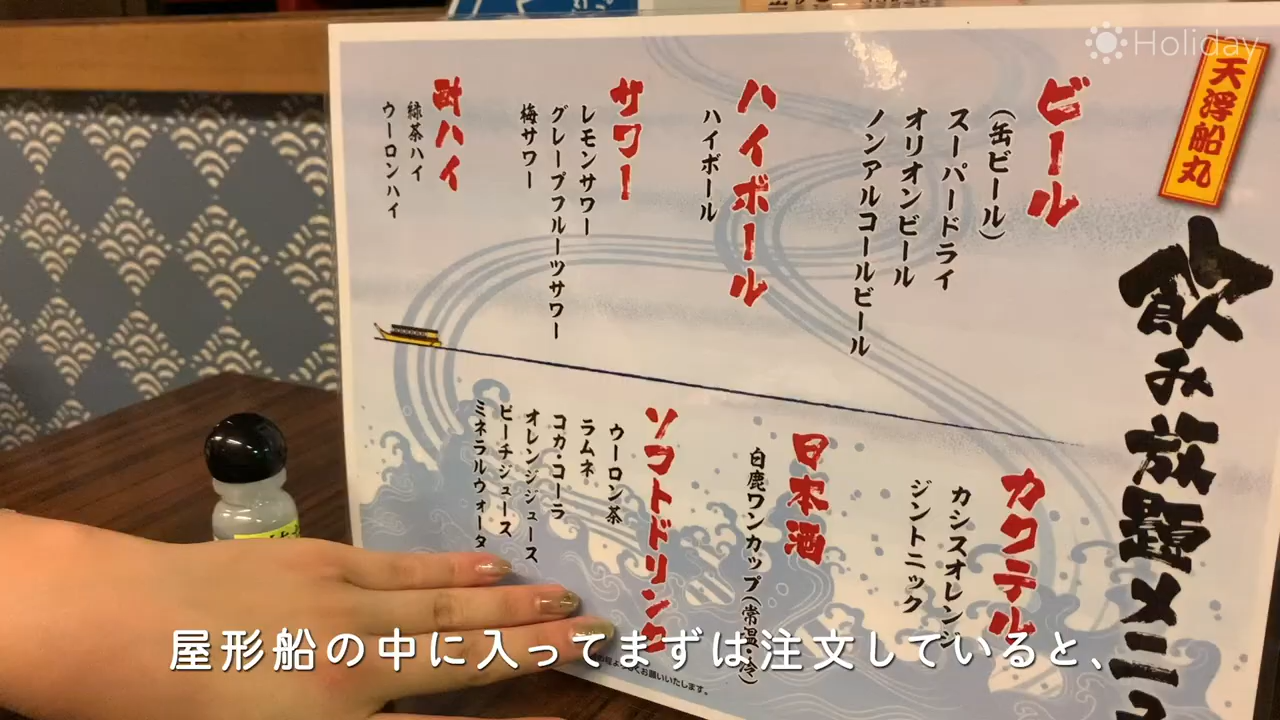 Holiday
天浮船丸
飲み放題メニュ
ビール
(缶ビール)
スーパードライ
オリオンビール
ノンアルコールビール
ハイボール
ハイボール
サワー
レモンサワー
グレープフルーツサワー
梅サワー
酎ハイ
緑茶ハイ
ウーロンハイ
カクテル
カシスオレンジ
ジントニック
日本酒
白鹿ワンカップ(常温・冷)
ソフトドリンク
ウーロン茶
ラムネ
コカ・コーラ
オレンジジュース
ピーチジュース
ミネラルウォータ
お願いいたします。
屋形船の中に入ってまずは注文していると、